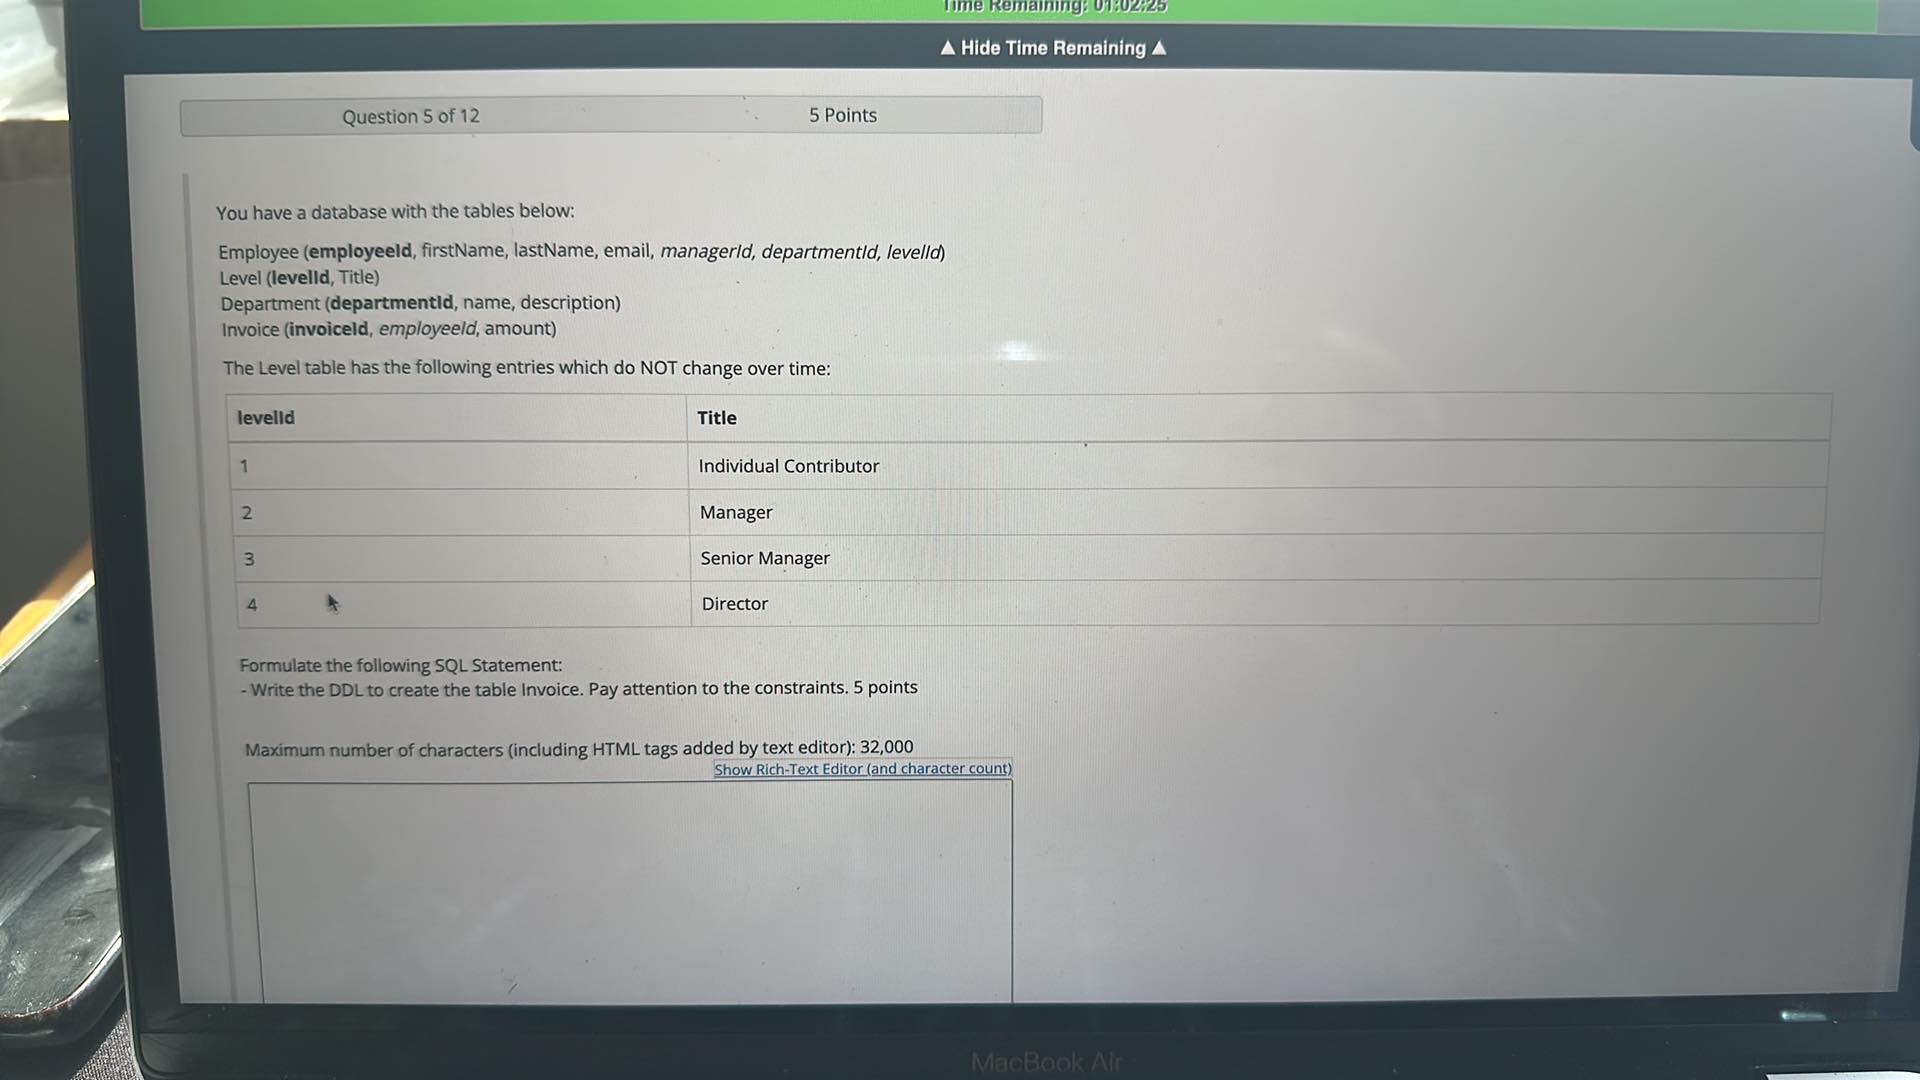 Time Remaining: 01:02:25
▲ Hide Time Remaining ▲
Question 5 of 12 5 Points
You have a database with the tables below:
Employee (employeeId, firstName, lastName, email, managerId, departmentId, levelId)
Level (levelId, Title)
Department (departmentId, name, description)
Invoice (invoiceId, employeeId, amount)
The Level table has the following entries which do NOT change over time:
levelId Title
1 Individual Contributor
2 Manager
3 Senior Manager
4 Director
Formulate the following SQL Statement:
- Write the DDL to create the table Invoice. Pay attention to the constraints. 5 points
Maximum number of characters (including HTML tags added by text editor): 32,000
Show Rich-Text Editor (and character count)
MacBook Air